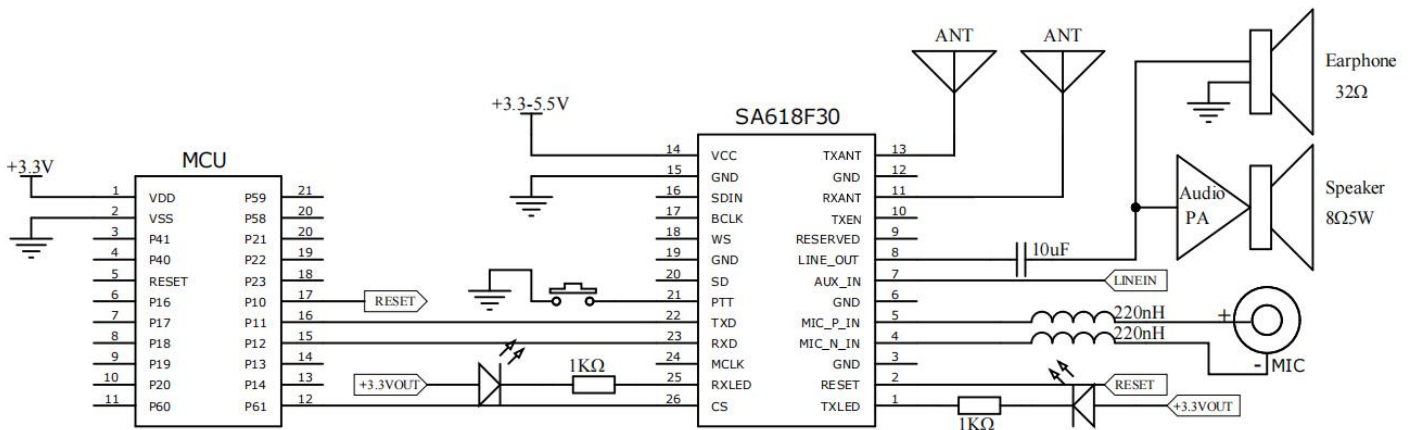 ANT
ANT
Earphone
32Ω
+3.3-5.5V
SA618F30
MCU
+3.3V
1
VDD
P59
21
2
VSS
P58
20
3
P41
P21
20
4
P40
P22
19
5
RESET
P23
18
6
P16
P10
17
RESET
7
P17
P11
16
8
P18
P12
15
9
P19
P13
14
10
P20
P14
13
11
P60
P61
12
+3.3VOUT
1KΩ
14
VCC
TXANT
13
15
GND
GND
12
16
SDIN
RXANT
11
17
BCLK
TXEN
10
18
WS
RESERVED
9
19
GND
LINE_OUT
8
20
SD
AUX_IN
7
21
PTT
GND
6
22
TXD
MIC_P_IN
5
23
RXD
MIC_N_IN
4
24
MCLK
GND
3
25
RXLED
RESET
2
26
CS
TXLED
1
10uF
Audio
PA
Speaker
8Ω5W
LINEIN
220nH
220nH
+
-
MIC
RESET
1KΩ
+3.3VOUT